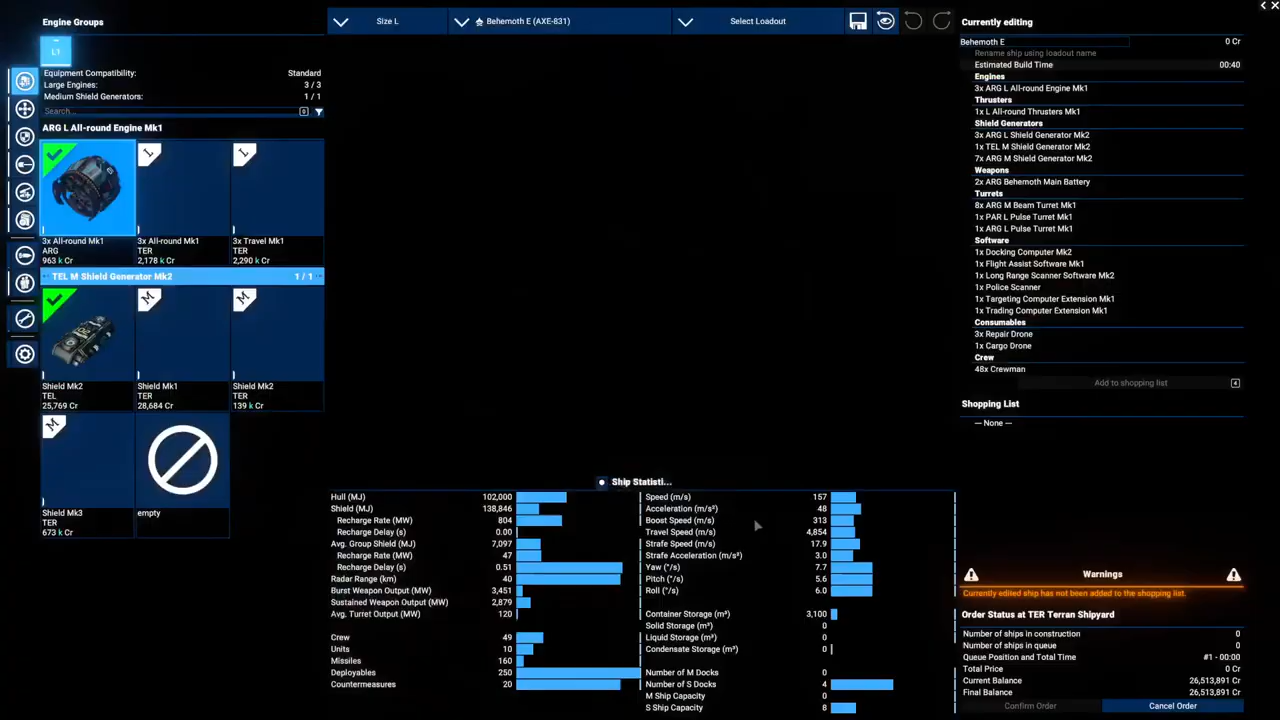 Engine Groups
L1
Equipment Compatibility: Standard
Large Engines: 3 / 3
Medium Shield Generators: 1 / 1
Search...
ARG L All-round Engine Mk1
L L
3x All-round Mk1 3x All-round Mk1 3x Travel Mk1
ARG TER TER
963 k Cr 2,178 k Cr 2,290 k Cr
TEL M Shield Generator Mk2 1 / 1
M M
Shield Mk2 Shield Mk1 Shield Mk2
TEL TER TER
25,769 Cr 28,684 Cr 139 k Cr
M
Shield Mk3 empty
TER
673 k Cr
Size L Behemoth E (AXE-831) Select Loadout
Ship Statisti...
Hull (MJ) 102,000
Shield (MJ) 138,846
Recharge Rate (MW) 804
Recharge Delay (s) 0.00
Avg. Group Shield (MJ) 7,097
Recharge Rate (MW) 47
Recharge Delay (s) 0.51
Radar Range (km) 40
Burst Weapon Output (MW) 3,451
Sustained Weapon Output (MW) 2,879
Avg. Turret Output (MW) 120
Crew 49
Units 10
Missiles 160
Deployables 250
Countermeasures 20
Speed (m/s) 157
Acceleration (m/s²) 48
Boost Speed (m/s) 313
Travel Speed (m/s) 4,854
Strafe Speed (m/s) 17.9
Strafe Acceleration (m/s²) 3.0
Yaw (°/s) 7.7
Pitch (°/s) 5.6
Roll (°/s) 6.0
Container Storage (m³) 3,100
Solid Storage (m³) 0
Liquid Storage (m³) 0
Condensate Storage (m³) 0
Number of M Docks 0
Number of S Docks 4
M Ship Capacity 0
S Ship Capacity 8
Currently editing
Behemoth E 0 Cr
Rename ship using loadout name
Estimated Build Time 00:40
Engines
3x ARG L All-round Engine Mk1
Thrusters
1x L All-round Thrusters Mk1
Shield Generators
3x ARG L Shield Generator Mk2
1x TEL M Shield Generator Mk2
7x ARG M Shield Generator Mk2
Weapons
2x ARG Behemoth Main Battery
Turrets
8x ARG M Beam Turret Mk1
1x PAR L Pulse Turret Mk1
1x ARG L Pulse Turret Mk1
Software
1x Docking Computer Mk2
1x Flight Assist Software Mk1
1x Long Range Scanner Software Mk2
1x Police Scanner
1x Targeting Computer Extension Mk1
1x Trading Computer Extension Mk1
Consumables
3x Repair Drone
1x Cargo Drone
Crew
48x Crewman
Add to shopping list 4
Shopping List
— None —
Warnings
Currently edited ship has not been added to the shopping list.
Order Status at TER Terran Shipyard
Number of ships in construction 0
Number of ships in queue 0
Queue Position and Total Time #1 - 00:00
Total Price 0 Cr
Current Balance 26,513,891 Cr
Final Balance 26,513,891 Cr
Confirm Order Cancel Order